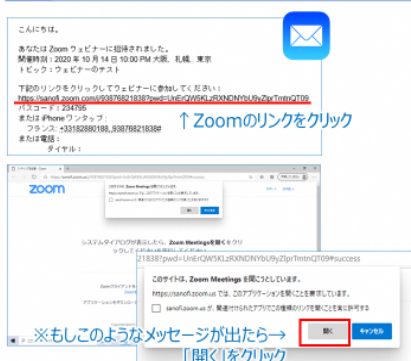 こんにちは。
あなたは Zoom ウェビナーに招待されました。
開催時刻：2020 年 10 月 14 日 10:00 PM 大阪、札幌、東京
トピック：ウェビナーのテスト
下記のリンクをクリックしてウェビナーに参加してください：
https://sanofi.zoom.com/j/93876821838?pwd=UnErQW5KLzRXNDNYbU9yZlprTmtnQT09
パスコード：234795
または iPhone ワンタップ：
フランス: +33182880188,,93876821838#
または電話：
ダイヤル：
↑Zoomのリンクをクリック
zoom
システムダイアログが表示したら、Zoom Meetingsを開くをクリックしてください
21838?pwd=UnErQW5KLzRXNDNYbU9yZlprTmtnQT09#success
このサイトは、Zoom Meetings を開こうとしています。
https://sanofi.zoom.us では、このアプリケーションを開くことを要求しています。
sanofi.zoom.us が、関連付けられたアプリでこの種類のリンクを開くことを常に許可する
開く
キャンセル
※もしこのようなメッセージが出たら→
「開く」をクリック